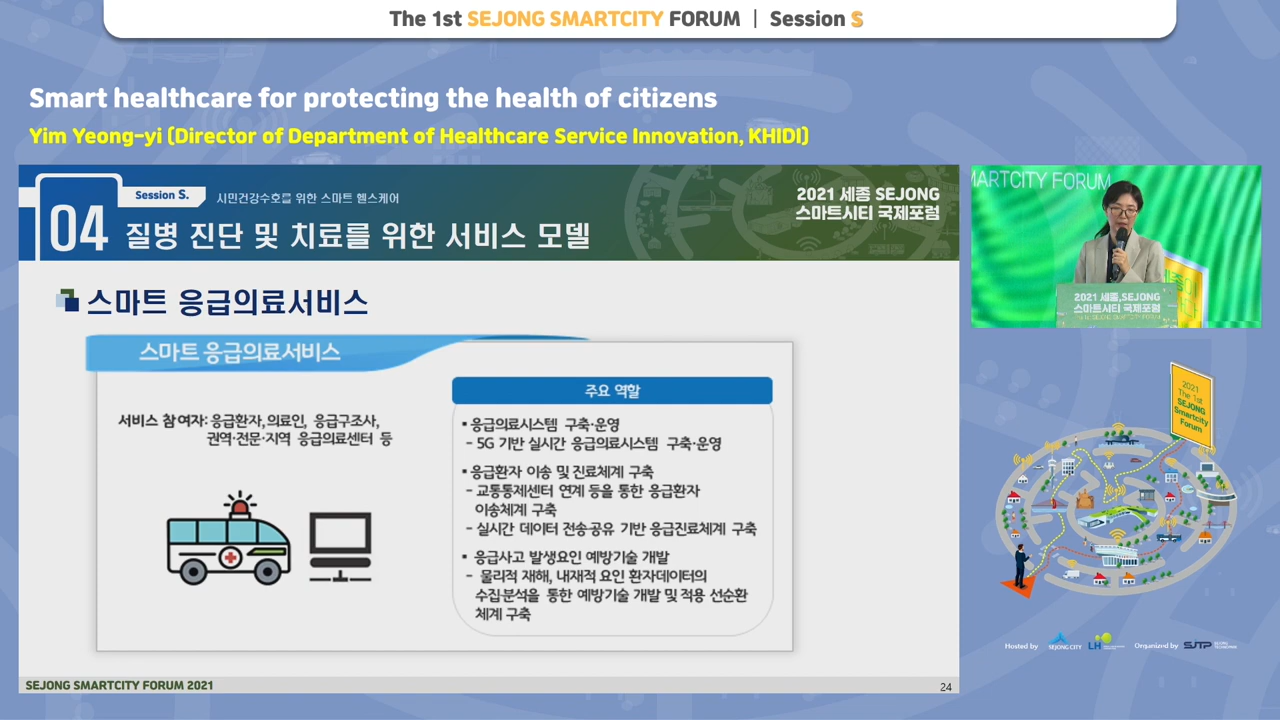 The 1st SEJONG SMARTCITY FORUM | Session S
Smart healthcare for protecting the health of citizens
Yim Yeong-yi (Director of Department of Healthcare Service Innovation, KHIDI)
04
Session S.
시민건강수호를 위한 스마트 헬스케어
질병 진단 및 치료를 위한 서비스 모델
2021 세종 SEJONG
스마트시티 국제포럼
스마트 응급의료서비스
스마트 응급의료서비스
서비스 참여자: 응급환자, 의료인, 응급구조사,
권역·전문·지역 응급의료센터 등
주요 역할
▪ 응급의료시스템 구축·운영
- 5G 기반 실시간 응급의료시스템 구축·운영
▪ 응급환자 이송 및 진료체계 구축
- 교통통제센터 연계 등을 통한 응급환자
이송체계 구축
- 실시간 데이터 전송·공유 기반 응급진료체계 구축
▪ 응급사고 발생요인 예방기술 개발
- 물리적 재해, 내재적 요인 환자데이터의
수집·분석을 통한 예방기술 개발 및 적용 선순환
체계 구축
SEJONG SMARTCITY FORUM 2021
24
MARTCITY FORUM
2021 세종,SEJONG
스마트시티 국제포럼
2021
The 1st
SEJONG
Smartcity
Forum
Hosted by
SEJONG CITY
LH
Organized by
SJTP